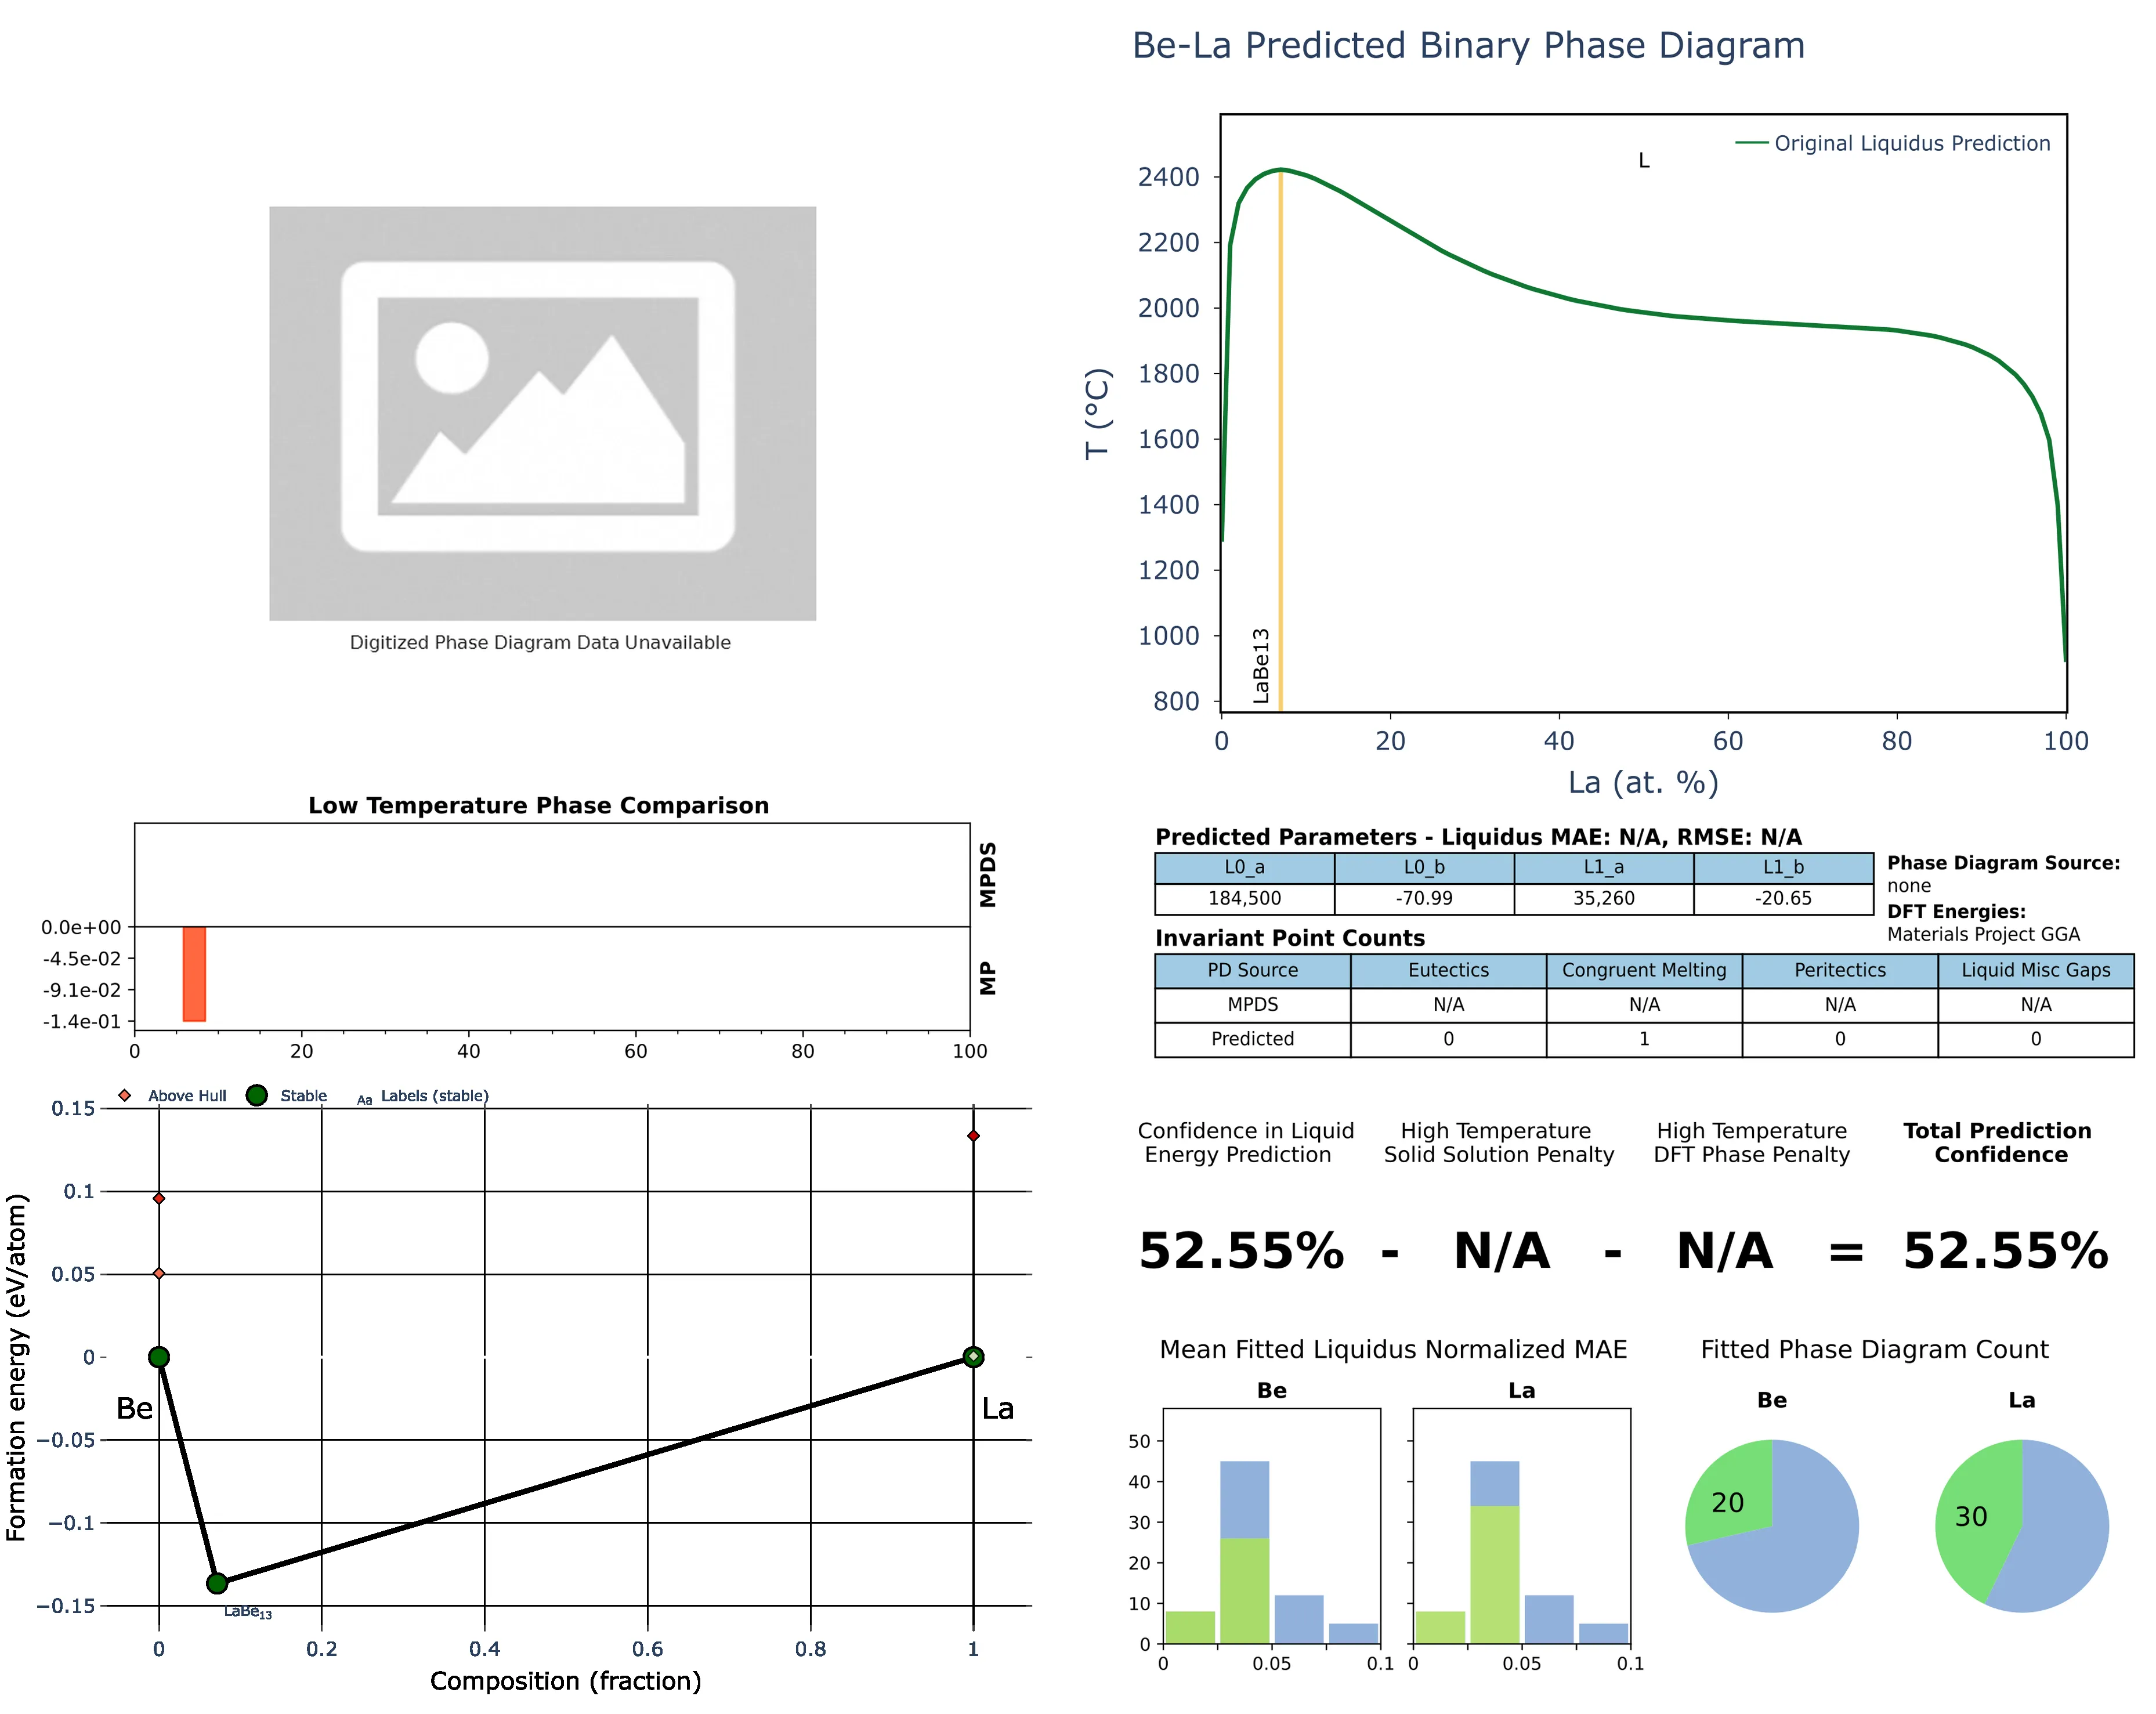 Be-La Predicted Binary Phase Diagram
Original Liquidus Prediction
L
2400
2200
2000
1800
1600
1400
1200
1000
800
T (°C)
LaBe13
0 20 40 60 80 100
La (at. %)
Digitized Phase Diagram Data Unavailable
Low Temperature Phase Comparison
MPDS
MP
0.0e+00
-4.5e-02
-9.1e-02
-1.4e-01
0 20 40 60 80 100
Predicted Parameters - Liquidus MAE: N/A, RMSE: N/A
L0_a L0_b L1_a L1_b
184,500 -70.99 35,260 -20.65
Phase Diagram Source:
none
DFT Energies:
Materials Project GGA
Invariant Point Counts
PD Source Eutectics Congruent Melting Peritectics Liquid Misc Gaps
MPDS N/A N/A N/A N/A
Predicted 0 1 0 0
Above Hull Stable Aa Labels (stable)
0.15
0.1
0.05
0
−0.05
−0.1
−0.15
Formation energy (eV/atom)
Be
La
LaBe₁₃
0 0.2 0.4 0.6 0.8 1
Composition (fraction)
Confidence in Liquid
Energy Prediction
High Temperature
Solid Solution Penalty
High Temperature
DFT Phase Penalty
Total Prediction
Confidence
52.55% - N/A - N/A = 52.55%
Mean Fitted Liquidus Normalized MAE
Be La
50
40
30
20
10
0
0 0.05 0.1 0 0.05 0.1
Fitted Phase Diagram Count
Be La
20 30